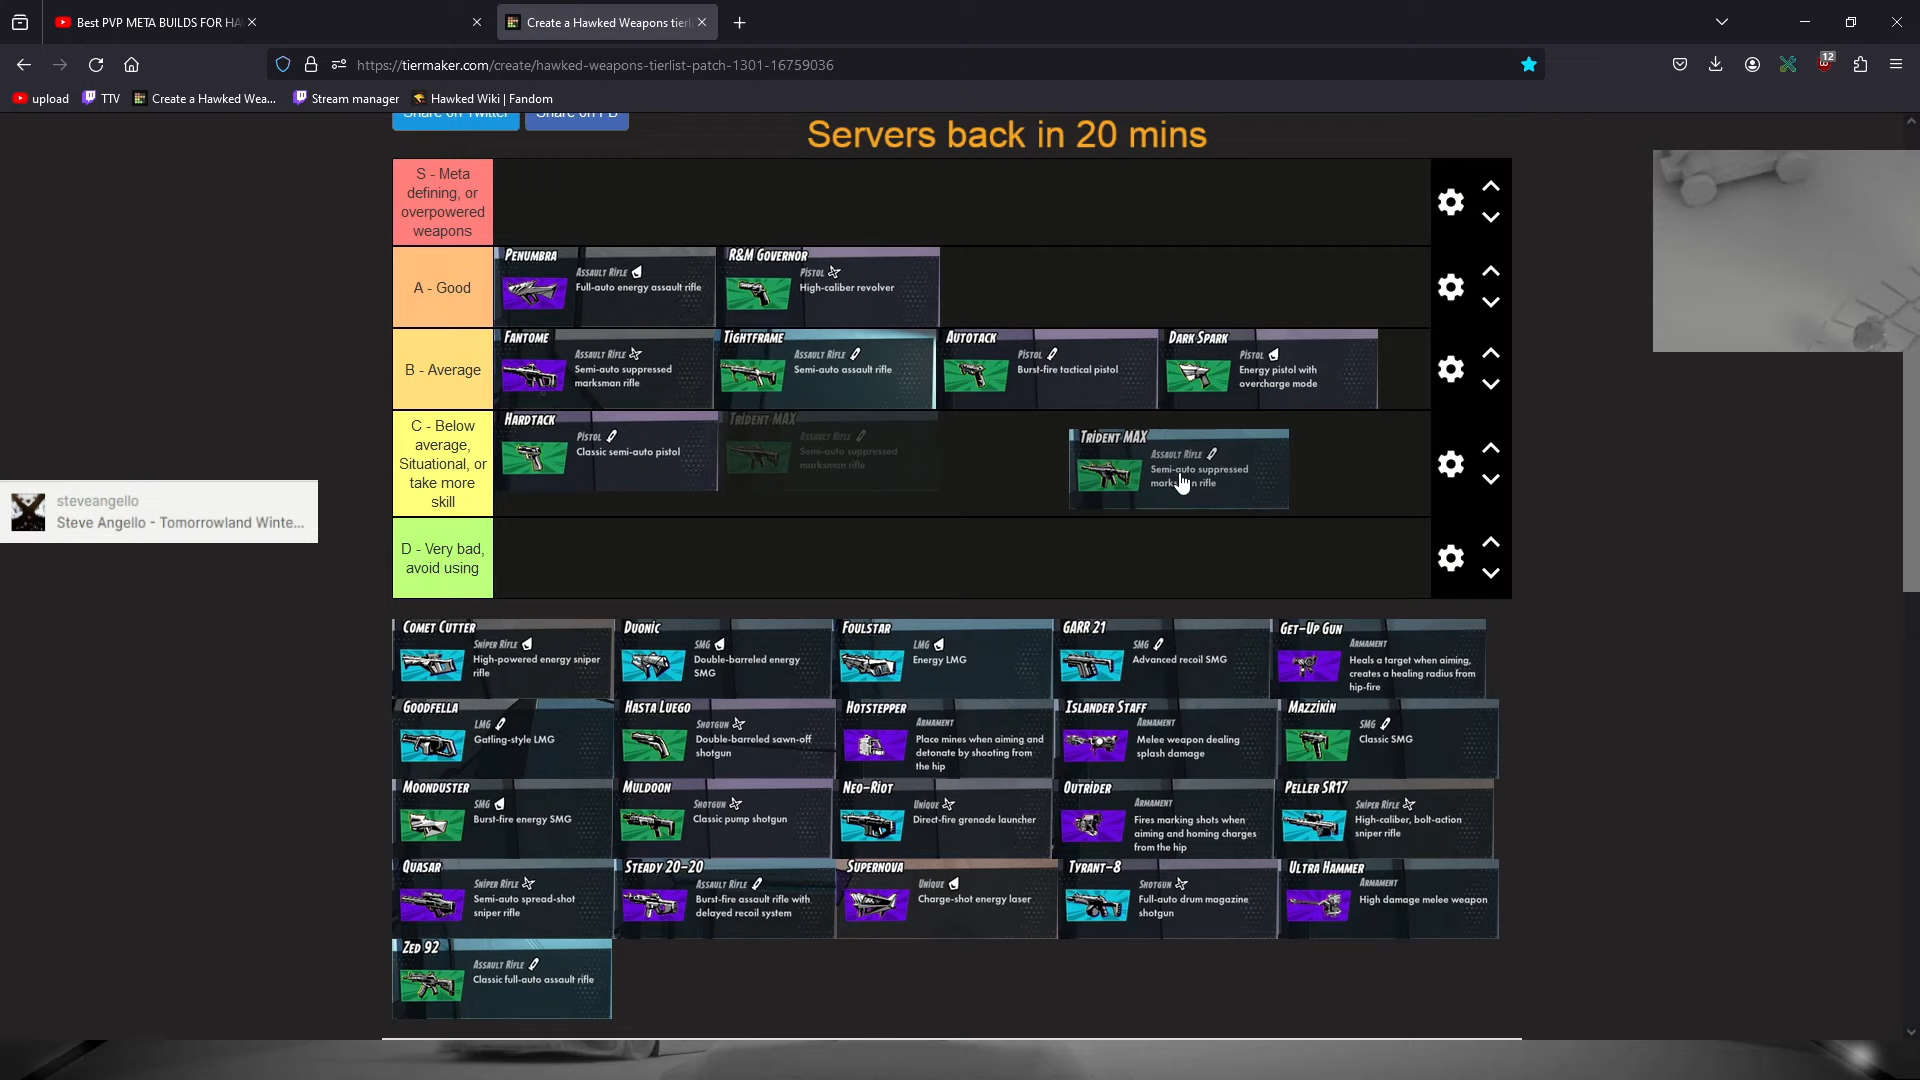 Best PVP META BUILDS FOR HA
Create a Hawked Weapons tierli
https://tiermaker.com/create/hawked-weapons-tierlist-patch-1301-16759036
12
upload
TTV
Create a Hawked Wea...
Stream manager
Hawked Wiki | Fandom
Share on Twitter
Share on FB
Servers back in 20 mins
S - Meta
defining, or
overpowered
weapons
A - Good
Penumbra
Assault Rifle
Full-auto energy assault rifle
R&M Governor
Pistol
High-caliber revolver
B - Average
Fantome
Assault Rifle
Semi-auto suppressed
marksman rifle
Tightframe
Assault Rifle
Semi-auto assault rifle
Autotack
Pistol
Burst-fire tactical pistol
Dark Spark
Pistol
Energy pistol with
overcharge mode
C - Below
average,
Situational, or
take more
skill
Hardtack
Pistol
Classic semi-auto pistol
Trident MAX
Assault Rifle
Semi-auto suppressed
marksman rifle
Trident MAX
Assault Rifle
Semi-auto suppressed
marksman rifle
D - Very bad,
avoid using
steveangello
Steve Angello - Tomorrowland Winte...
Comet Cutter
Sniper Rifle
High-powered energy sniper
rifle
Duonic
SMG
Double-barreled energy
SMG
Foulstar
LMG
Energy LMG
GARR 21
SMG
Advanced recoil SMG
Get-Up Gun
Armament
Heals a target when aiming,
creates a healing radius from
hip-fire
Goodfella
LMG
Gatling-style LMG
Hasta Luego
Shotgun
Double-barreled sawn-off
shotgun
Hotstepper
Armament
Place mines when aiming and
detonate by shooting from
the hip
Islander Staff
Armament
Melee weapon dealing
splash damage
Mazzikin
SMG
Classic SMG
Moonduster
SMG
Burst-fire energy SMG
Muldoon
Shotgun
Classic pump shotgun
Neo-Riot
Unique
Direct-fire grenade launcher
Outrider
Armament
Fires marking shots when
aiming and homing charges
from the hip
Peller SR17
Sniper Rifle
High-caliber, bolt-action
sniper rifle
Quasar
Sniper Rifle
Semi-auto spread-shot
sniper rifle
Steady 20-20
Assault Rifle
Burst-fire assault rifle with
delayed recoil system
Supernova
Unique
Charge-shot energy laser
Tyrant-8
Shotgun
Full-auto drum magazine
shotgun
Ultra Hammer
Armament
High damage melee weapon
Zed 92
Assault Rifle
Classic full-auto assault rifle